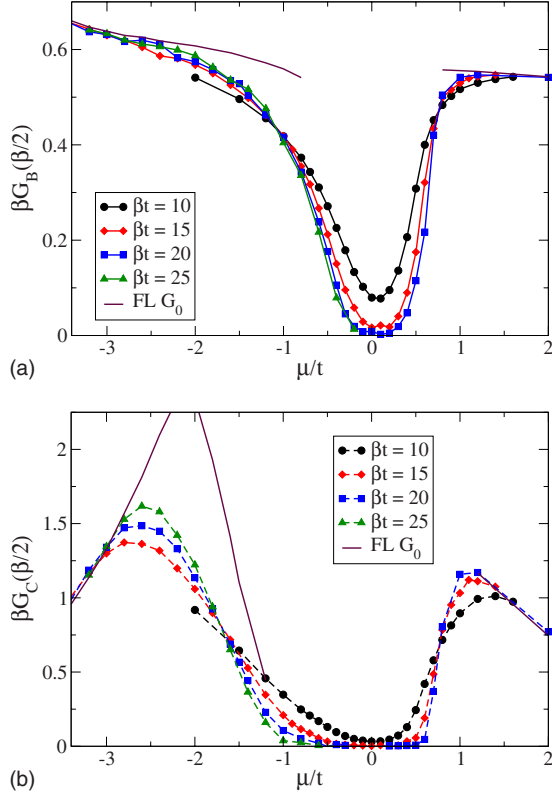 0.6
0.4
0.2
0
βG_B(β/2)
βt = 10
βt = 15
βt = 20
βt = 25
FL G_0
-3 -2 -1 0 1 2
μ/t
(a)
2
1.5
1
0.5
0
βG_C(β/2)
βt = 10
βt = 15
βt = 20
βt = 25
FL G_0
-3 -2 -1 0 1 2
μ/t
(b)